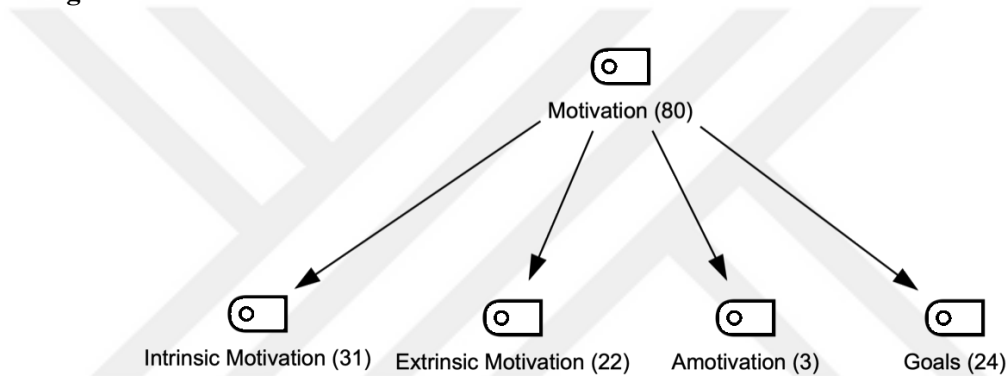 Motivation (80)
Intrinsic Motivation (31)
Extrinsic Motivation (22)
Amotivation (3)
Goals (24)